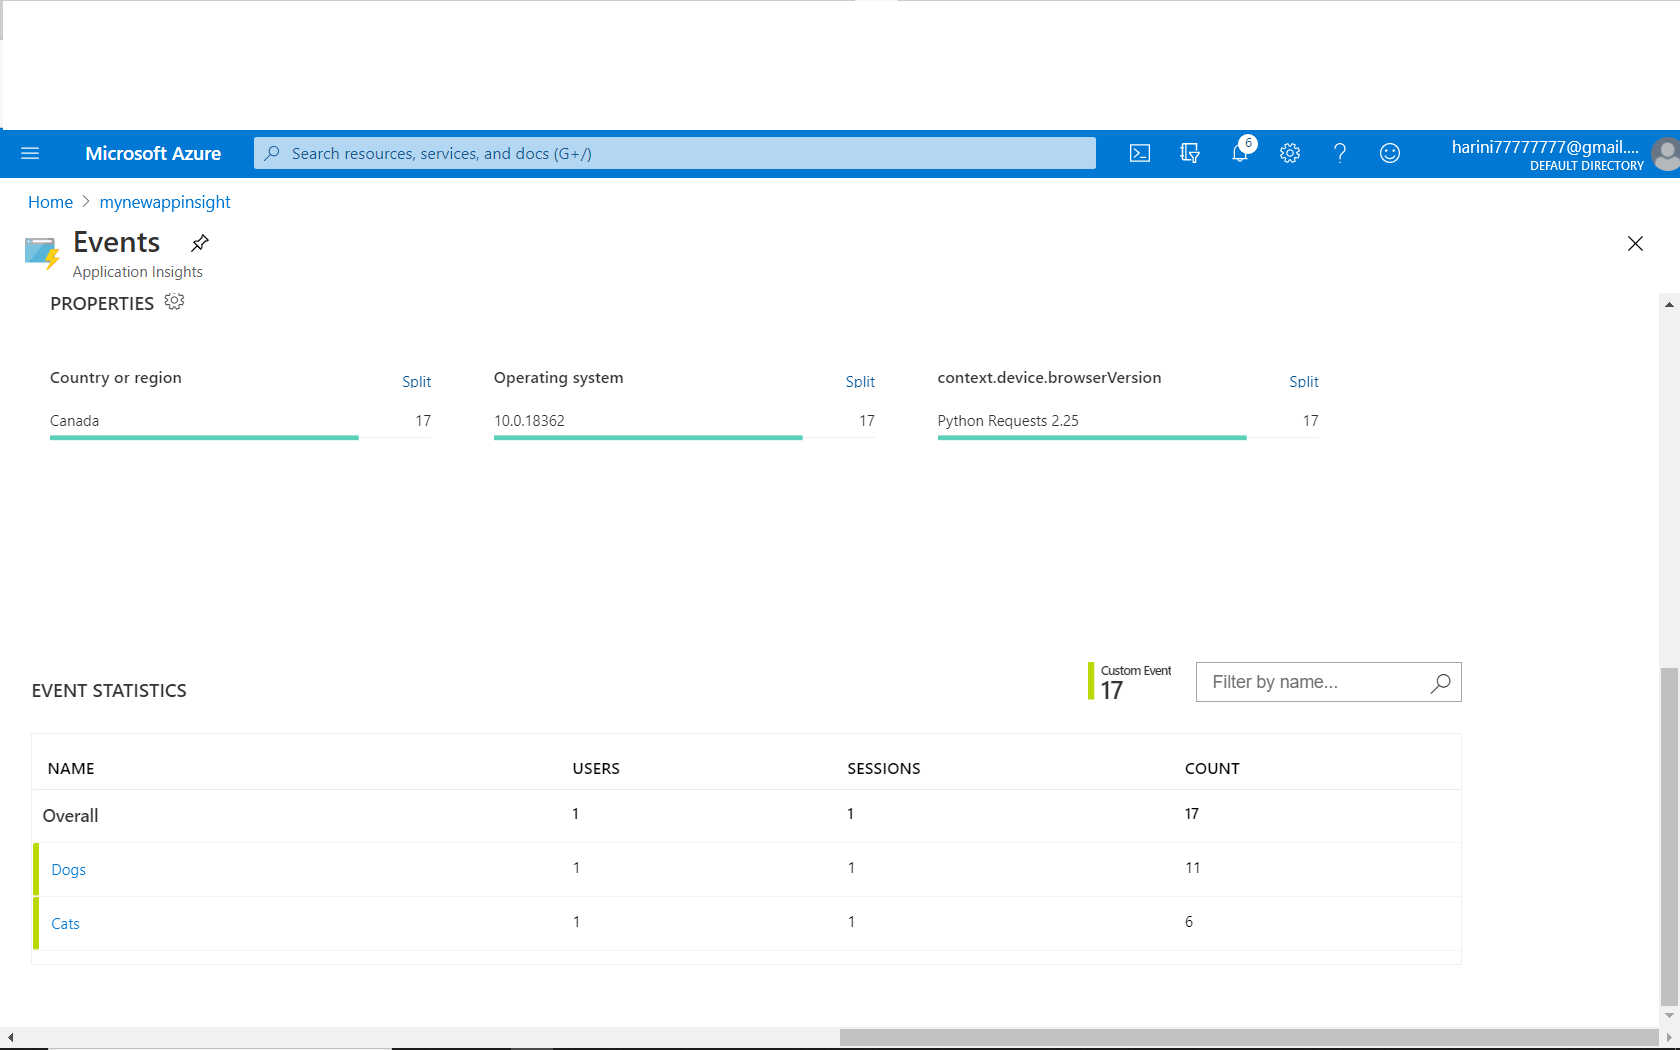 Microsoft Azure
Search resources, services, and docs (G+/)
6
harini77777777@gmail....
DEFAULT DIRECTORY
Home > mynewappinsight
Events
Application Insights
PROPERTIES
Country or region Split
Canada 17
Operating system Split
10.0.18362 17
context.device.browserVersion Split
Python Requests 2.25 17
EVENT STATISTICS
Custom Event
17
Filter by name...
NAME USERS SESSIONS COUNT
Overall 1 1 17
Dogs 1 1 11
Cats 1 1 6